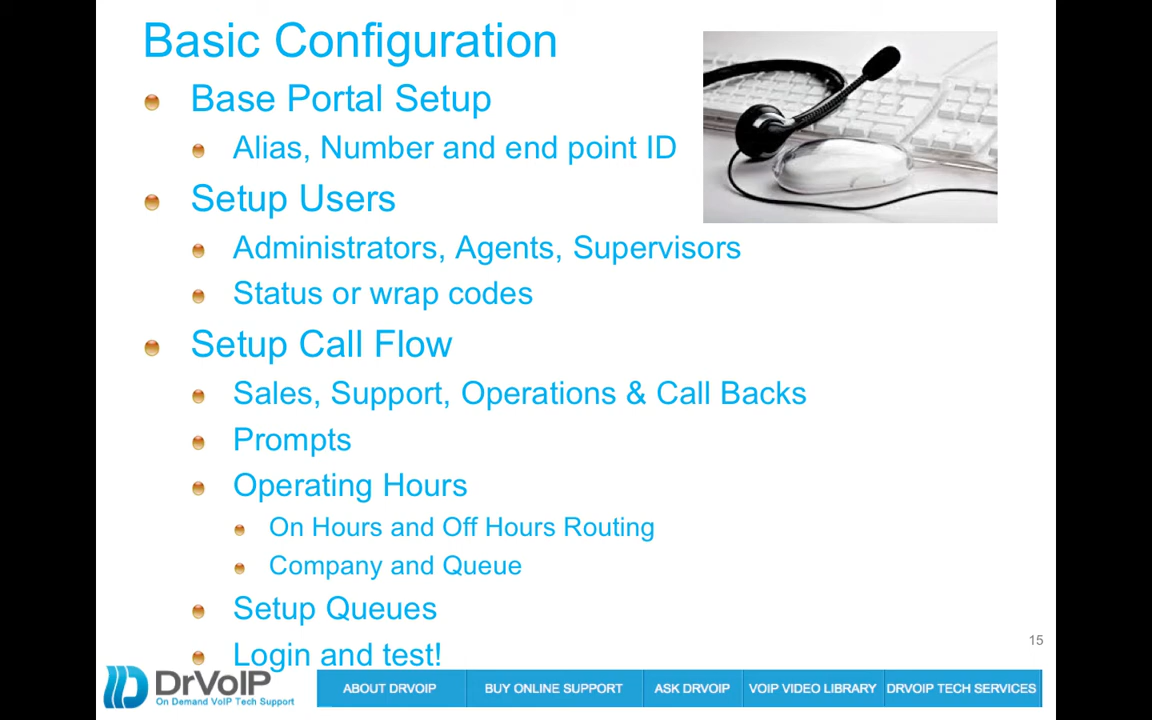 Basic Configuration
Base Portal Setup
Alias, Number and end point ID
Setup Users
Administrators, Agents, Supervisors
Status or wrap codes
Setup Call Flow
Sales, Support, Operations & Call Backs
Prompts
Operating Hours
On Hours and Off Hours Routing
Company and Queue
Setup Queues
Login and test!
15
DrVoIP
On Demand VoIP Tech Support
ABOUT DRVOIP
BUY ONLINE SUPPORT
ASK DRVOIP
VOIP VIDEO LIBRARY
DRVOIP TECH SERVICES